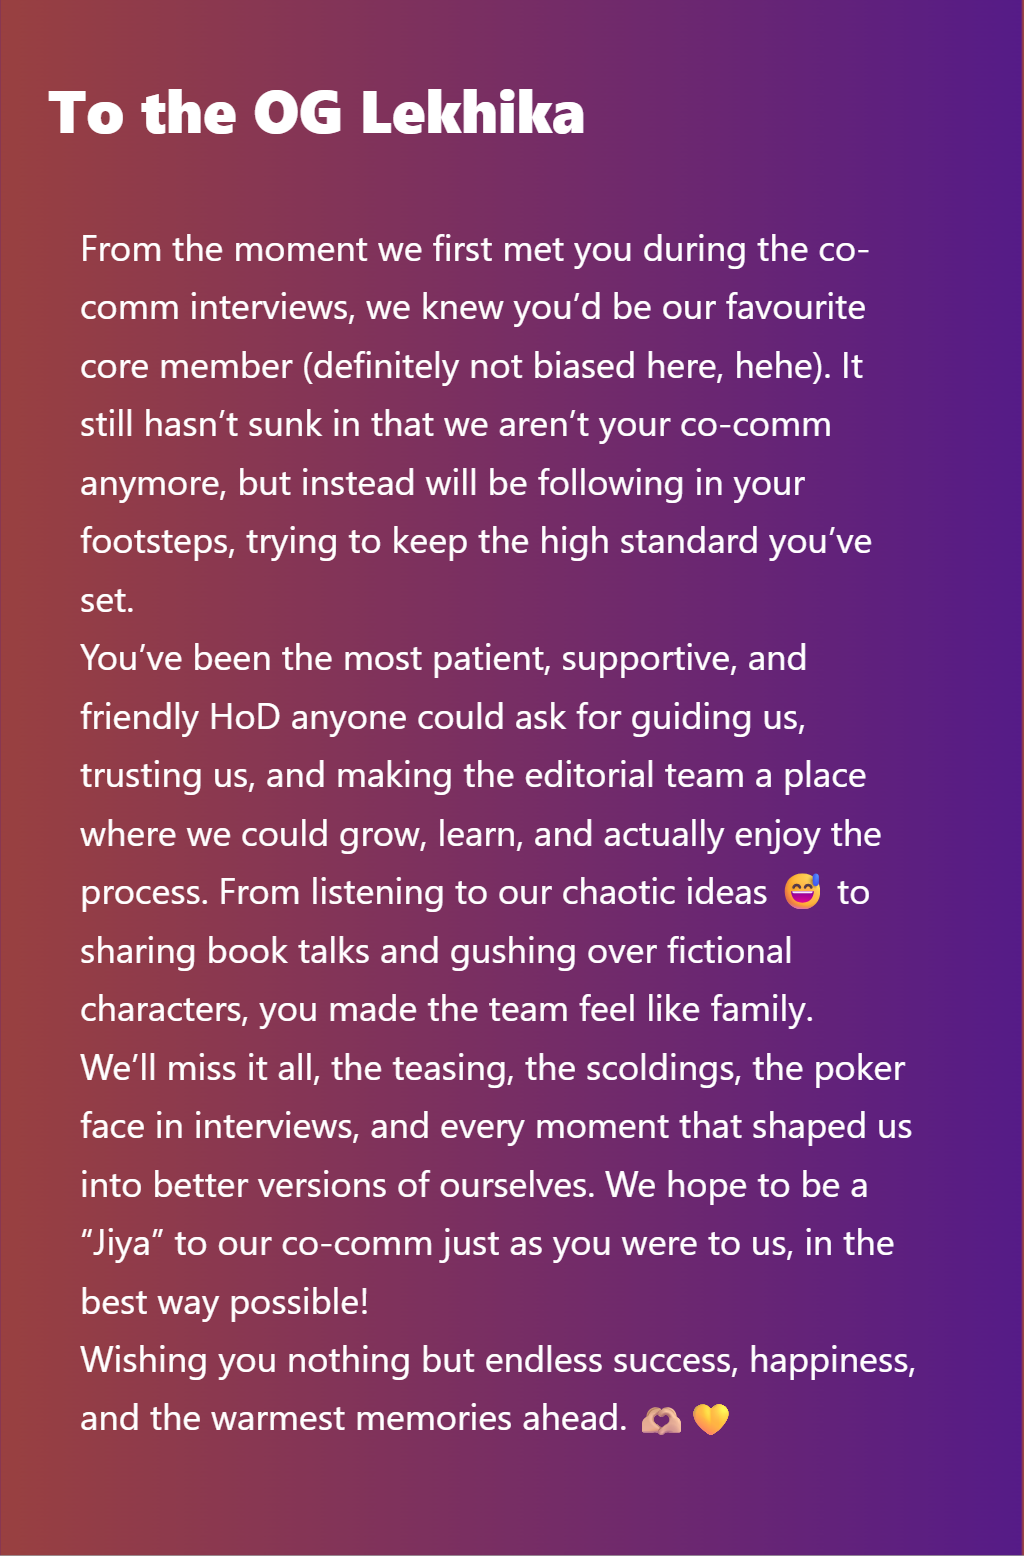 To the OG Lekhika
From the moment we first met you during the co-
comm interviews, we knew you’d be our favourite
core member (definitely not biased here, hehe). It
still hasn’t sunk in that we aren’t your co-comm
anymore, but instead will be following in your
footsteps, trying to keep the high standard you’ve
set.
You’ve been the most patient, supportive, and
friendly HoD anyone could ask for guiding us,
trusting us, and making the editorial team a place
where we could grow, learn, and actually enjoy the
process. From listening to our chaotic ideas 😅 to
sharing book talks and gushing over fictional
characters, you made the team feel like family.
We’ll miss it all, the teasing, the scoldings, the poker
face in interviews, and every moment that shaped us
into better versions of ourselves. We hope to be a
“Jiya” to our co-comm just as you were to us, in the
best way possible!
Wishing you nothing but endless success, happiness,
and the warmest memories ahead. 🫶🏼 💛